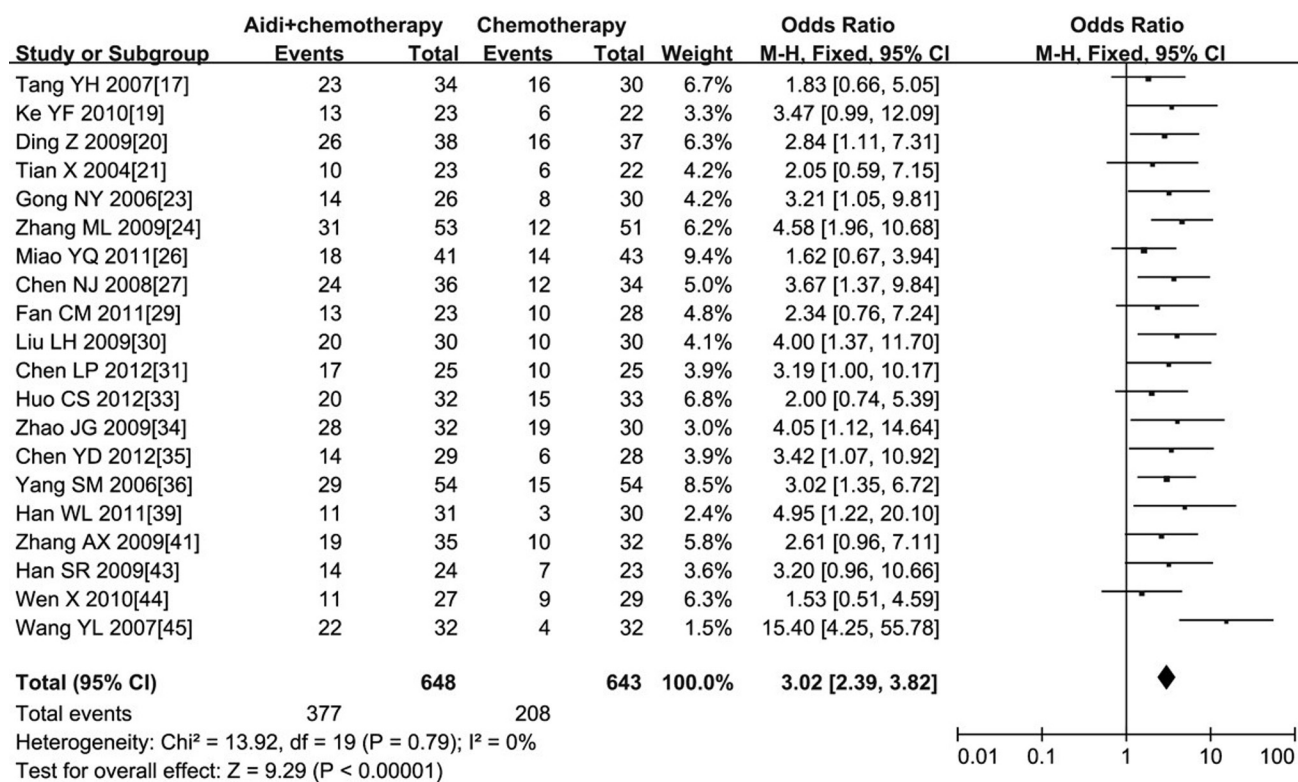 Aidi+chemotherapy Chemotherapy Odds Ratio Odds Ratio
Study or Subgroup Events Total Events Total Weight M-H, Fixed, 95% CI M-H, Fixed, 95% CI
Tang YH 2007[17] 23 34 16 30 6.7% 1.83 [0.66, 5.05]
Ke YF 2010[19] 13 23 6 22 3.3% 3.47 [0.99, 12.09]
Ding Z 2009[20] 26 38 16 37 6.3% 2.84 [1.11, 7.31]
Tian X 2004[21] 10 23 6 22 4.2% 2.05 [0.59, 7.15]
Gong NY 2006[23] 14 26 8 30 4.2% 3.21 [1.05, 9.81]
Zhang ML 2009[24] 31 53 12 51 6.2% 4.58 [1.96, 10.68]
Miao YQ 2011[26] 18 41 14 43 9.4% 1.62 [0.67, 3.94]
Chen NJ 2008[27] 24 36 12 34 5.0% 3.67 [1.37, 9.84]
Fan CM 2011[29] 13 23 10 28 4.8% 2.34 [0.76, 7.24]
Liu LH 2009[30] 20 30 10 30 4.1% 4.00 [1.37, 11.70]
Chen LP 2012[31] 17 25 10 25 3.9% 3.19 [1.00, 10.17]
Huo CS 2012[33] 20 32 15 33 6.8% 2.00 [0.74, 5.39]
Zhao JG 2009[34] 28 32 19 30 3.0% 4.05 [1.12, 14.64]
Chen YD 2012[35] 14 29 6 28 3.9% 3.42 [1.07, 10.92]
Yang SM 2006[36] 29 54 15 54 8.5% 3.02 [1.35, 6.72]
Han WL 2011[39] 11 31 3 30 2.4% 4.95 [1.22, 20.10]
Zhang AX 2009[41] 19 35 10 32 5.8% 2.61 [0.96, 7.11]
Han SR 2009[43] 14 24 7 23 3.6% 3.20 [0.96, 10.66]
Wen X 2010[44] 11 27 9 29 6.3% 1.53 [0.51, 4.59]
Wang YL 2007[45] 22 32 4 32 1.5% 15.40 [4.25, 55.78]
Total (95% CI) 648 643 100.0% 3.02 [2.39, 3.82]
Total events 377 208
Heterogeneity: Chi² = 13.92, df = 19 (P = 0.79); I² = 0%
Test for overall effect: Z = 9.29 (P < 0.00001)
0.01 0.1 1 10 100